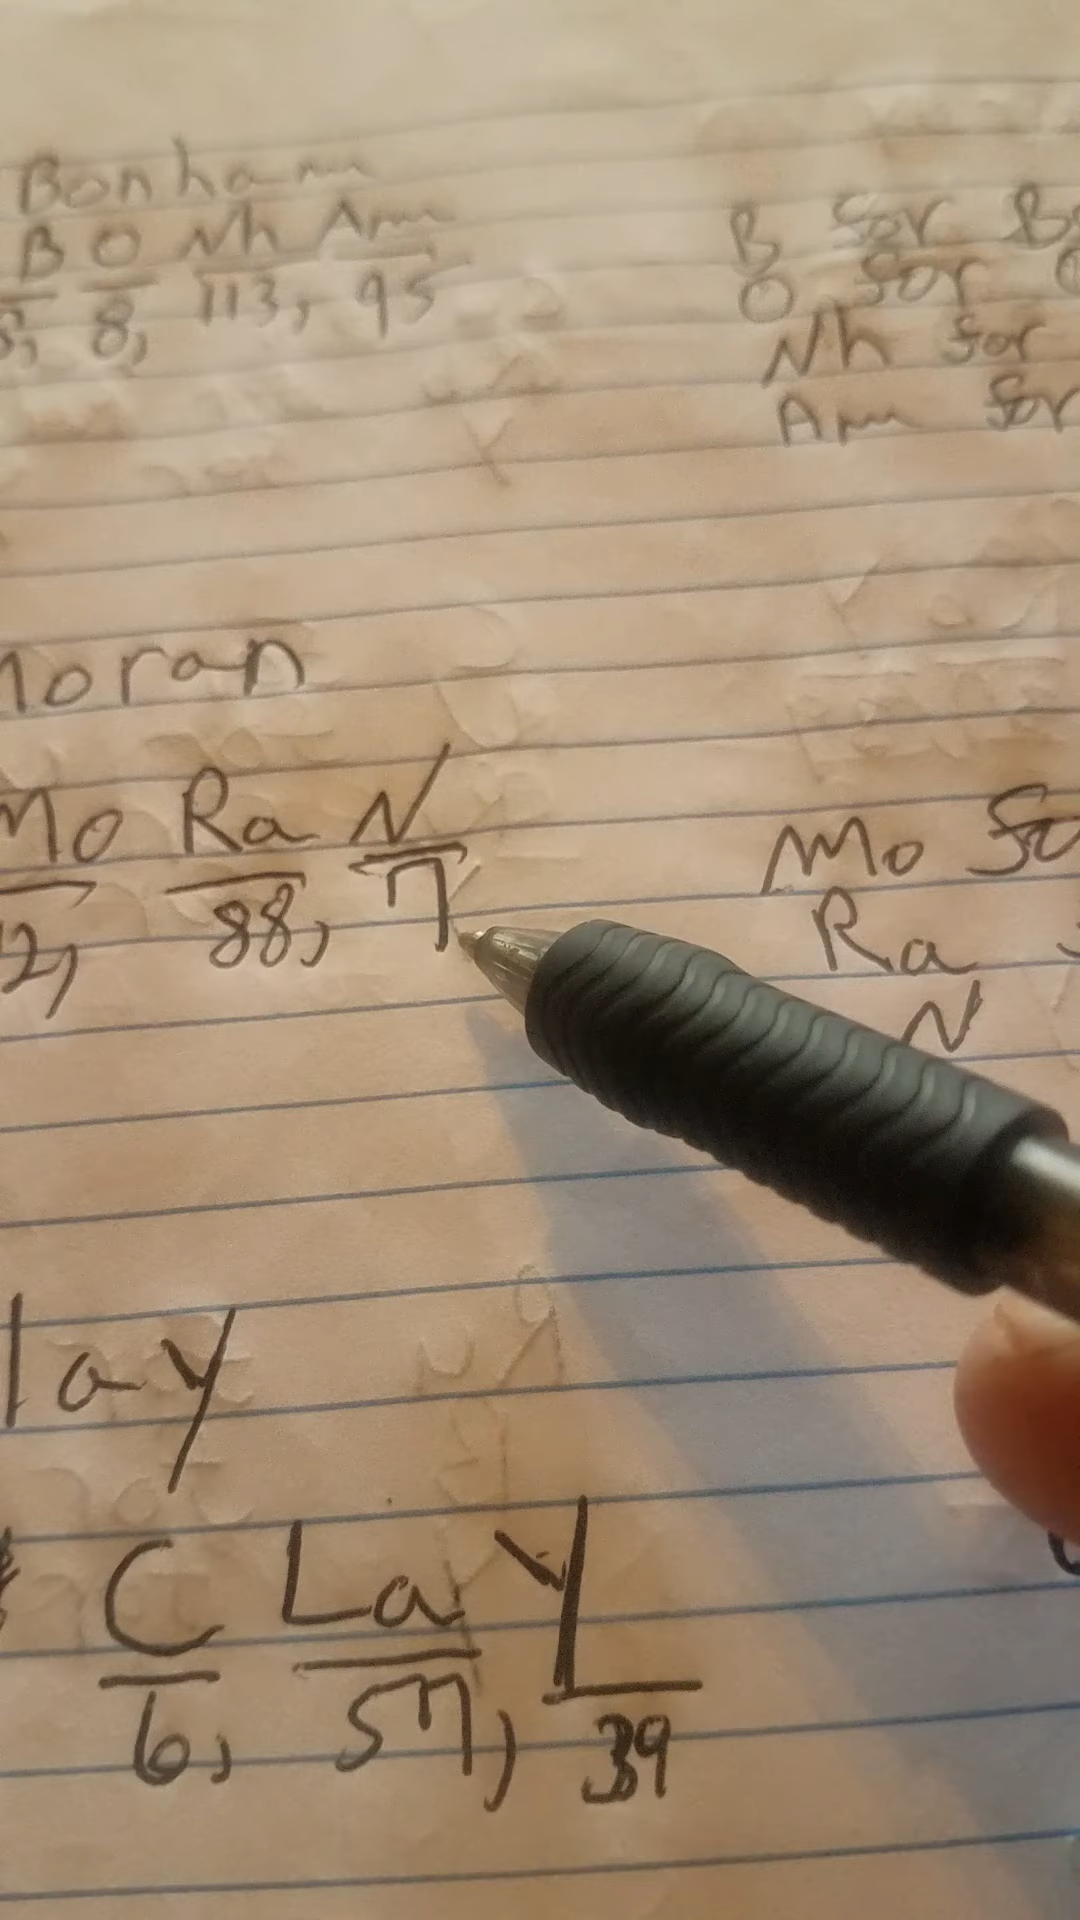 Bonham
B O Nh Am
8, 113, 95
B for
O for
Nh for
Am for
Moran
Mo Ra N
2, 88, 7
Mo
Ra
N
lay
C La Y
6, 57, 39